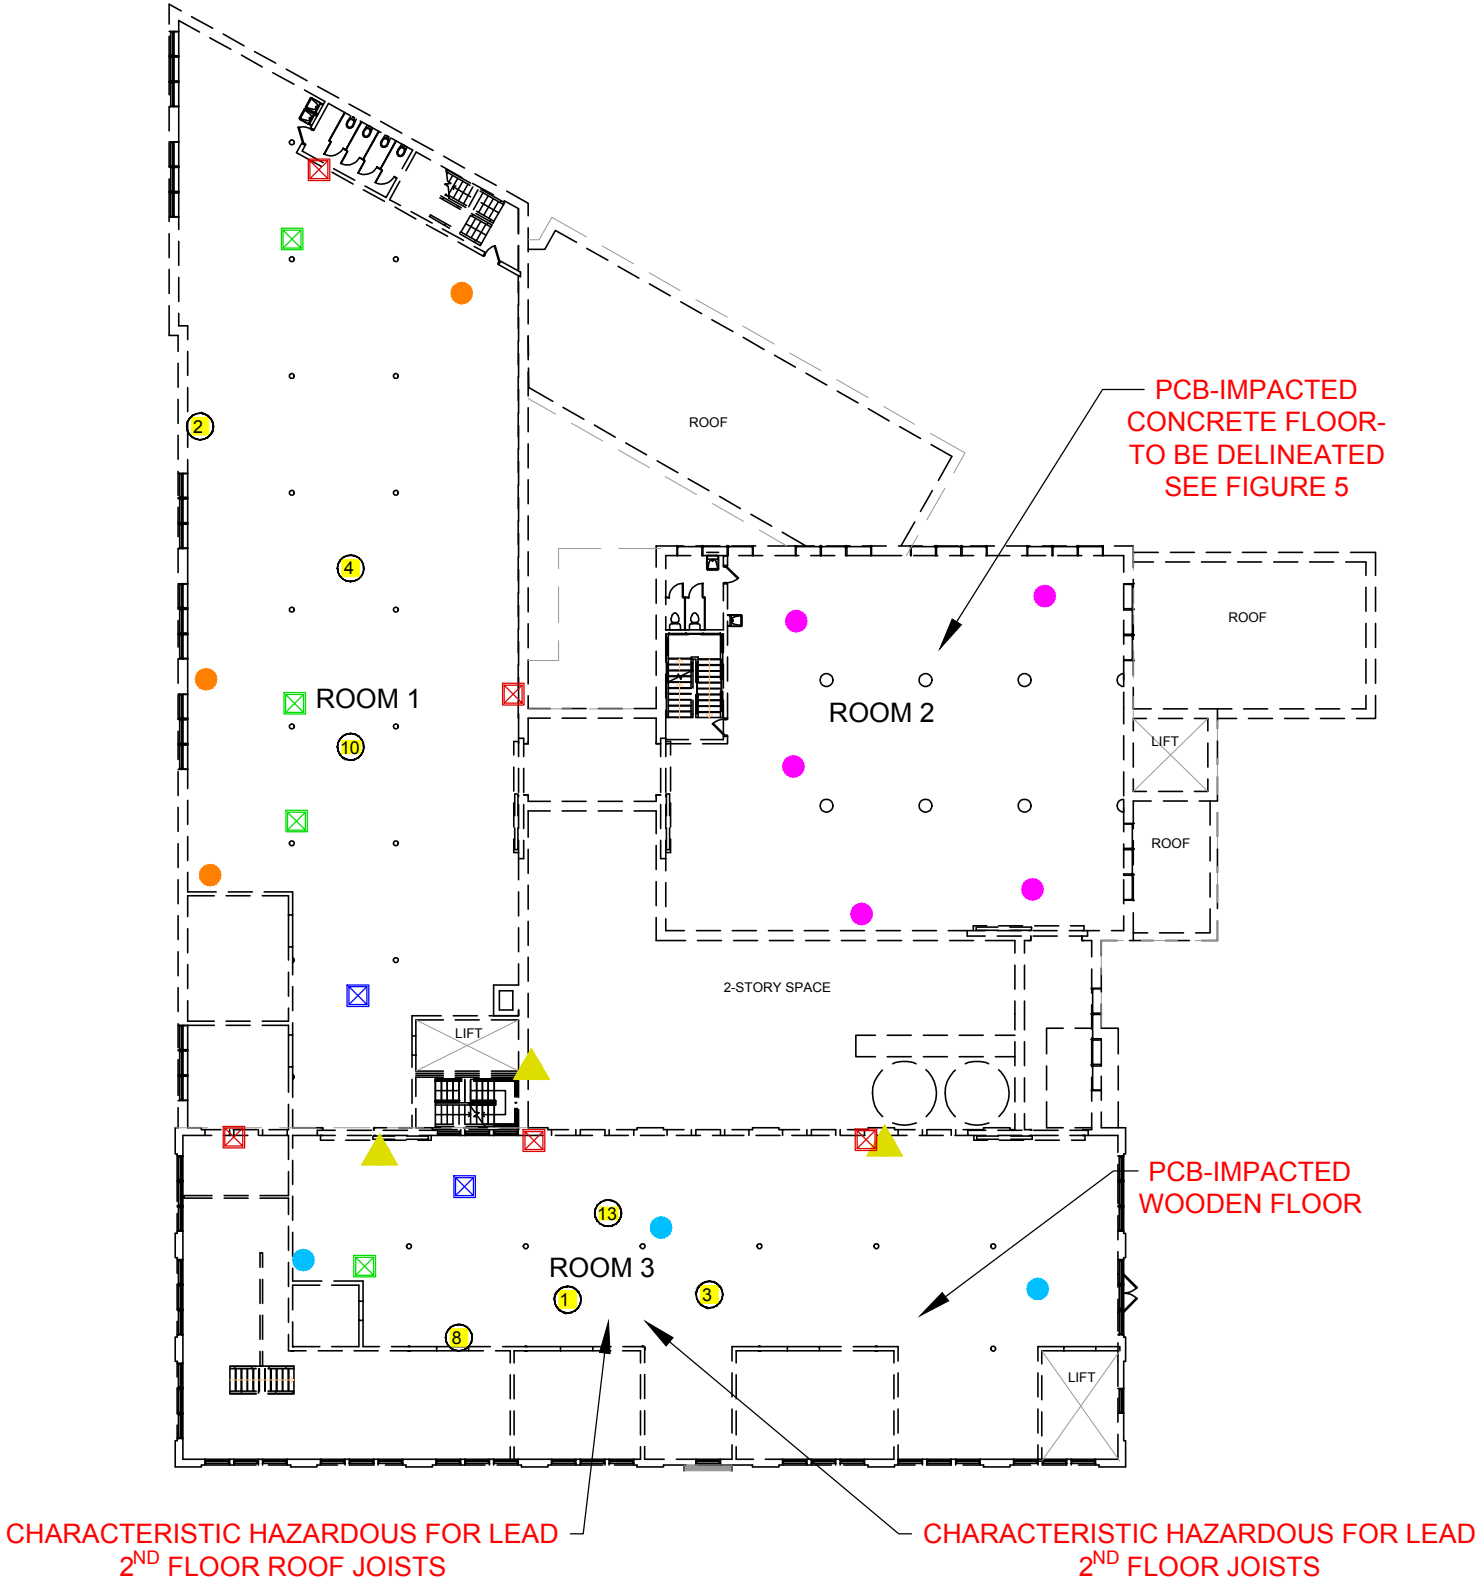 ROOF
PCB-IMPACTED
CONCRETE FLOOR-
TO BE DELINEATED
SEE FIGURE 5
2
4
ROOF
ROOM 1
ROOM 2
LIFT
10
ROOF
2-STORY SPACE
LIFT
PCB-IMPACTED
WOODEN FLOOR
13
ROOM 3
1
3
8
LIFT
CHARACTERISTIC HAZARDOUS FOR LEAD
2ND FLOOR ROOF JOISTS
CHARACTERISTIC HAZARDOUS FOR LEAD
2ND FLOOR JOISTS